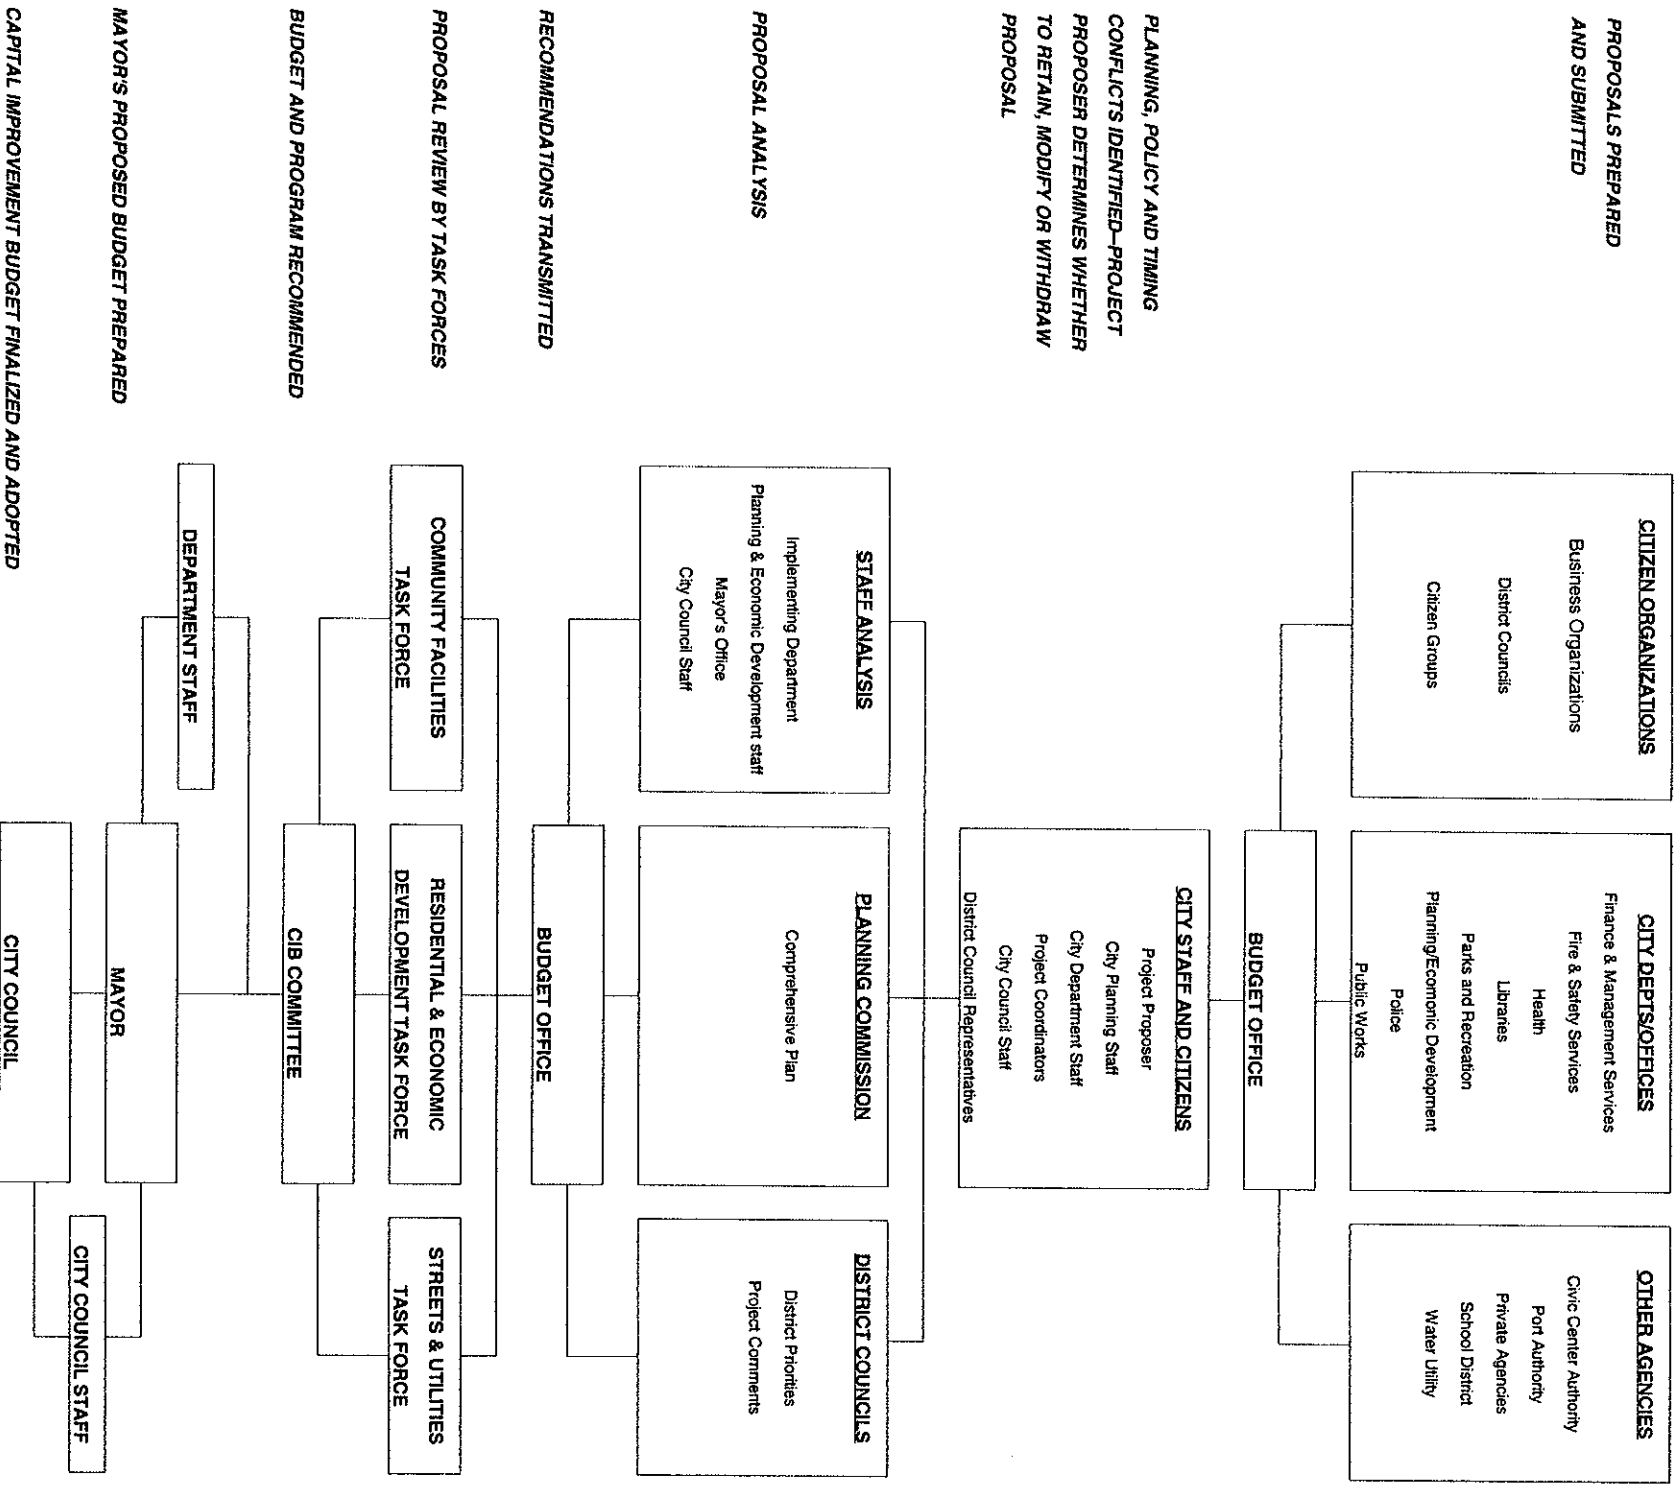 PROPOSALS PREPARED
AND SUBMITTED
CITIZEN ORGANIZATIONS
Business Organizations
District Councils
Citizen Groups
CITY DEPTS/OFFICES
Finance & Management Services
Fire & Safety Services
Health
Libraries
Parks and Recreation
Planning/Ecomonic Development
Police
Public Works
OTHER AGENCIES
Civic Center Authority
Port Authority
Private Agencies
School District
Water Utility
BUDGET OFFICE
PLANNING, POLICY AND TIMING
CONFLICTS IDENTIFIED–PROJECT
PROPOSER DETERMINES WHETHER
TO RETAIN, MODIFY OR WITHDRAW
PROPOSAL
CITY STAFF AND CITIZENS
Project Proposer
City Planning Staff
City Department Staff
Project Coordinators
City Council Staff
District Council Representatives
PROPOSAL ANALYSIS
STAFF ANALYSIS
Implementing Department
Planning & Economic Development staff
Mayor's Office
City Council Staff
PLANNING COMMISSION
Comprehensive Plan
DISTRICT COUNCILS
District Priorities
Project Comments
RECOMMENDATIONS TRANSMITTED
BUDGET OFFICE
PROPOSAL REVIEW BY TASK FORCES
COMMUNITY FACILITIES
TASK FORCE
RESIDENTIAL & ECONOMIC
DEVELOPMENT TASK FORCE
STREETS & UTILITIES
TASK FORCE
BUDGET AND PROGRAM RECOMMENDED
CIB COMMITTEE
DEPARTMENT STAFF
MAYOR'S PROPOSED BUDGET PREPARED
MAYOR
CITY COUNCIL STAFF
CAPITAL IMPROVEMENT BUDGET FINALIZED AND ADOPTED
CITY COUNCIL